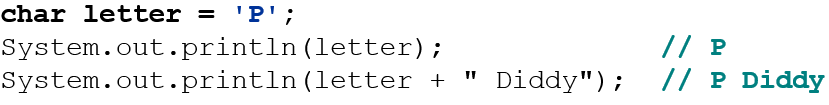 char letter = 'P';
System.out.println(letter); // P
System.out.println(letter + " Diddy"); // P Diddy